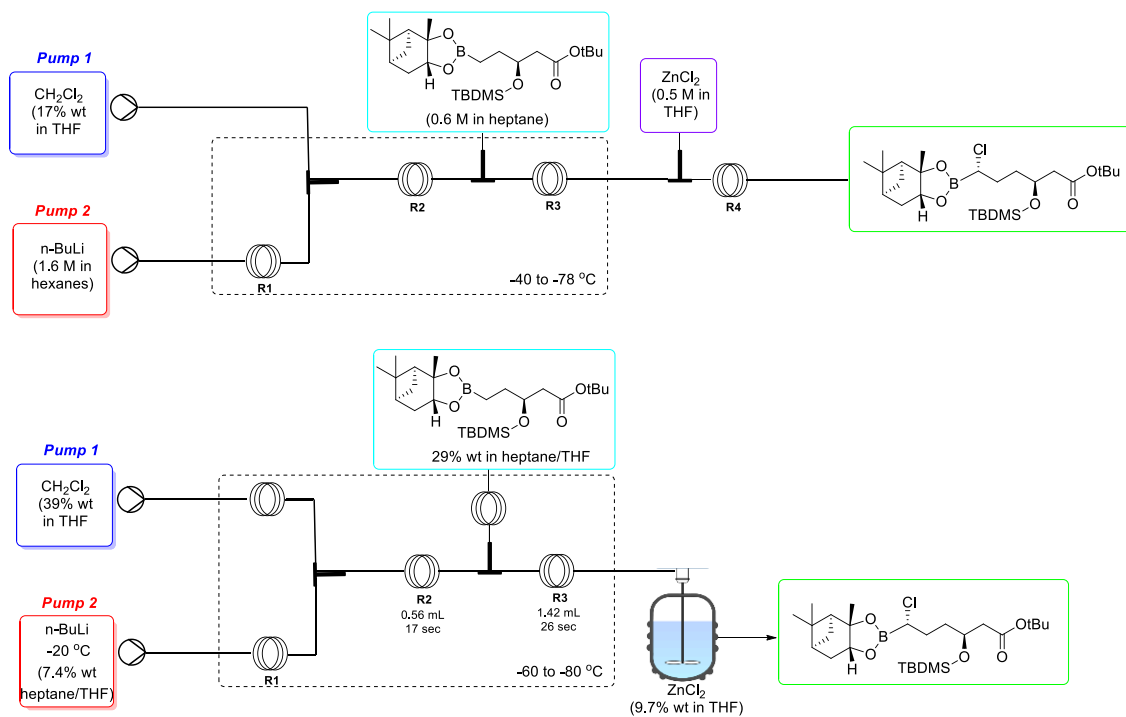 Pump 1
CH2Cl2
(17% wt
in THF
Pump 2
n-BuLi
(1.6 M in
hexanes)
R1
R2
O
O
B
H
TBDMS
O
O
OtBu
(0.6 M in heptane)
R3
-40 to -78 °C
ZnCl2
(0.5 M in
THF)
R4
Cl
O
O
B
H
TBDMS
O
O
OtBu
O
O
B
H
TBDMS
O
O
OtBu
29% wt in heptane/THF
Pump 1
CH2Cl2
(39% wt
in THF
Pump 2
n-BuLi
-20 °C
(7.4% wt
heptane/THF)
R1
R2
0.56 mL
17 sec
R3
1.42 mL
26 sec
-60 to -80 °C
ZnCl2
(9.7% wt in THF)
Cl
O
O
B
H
TBDMS
O
O
OtBu